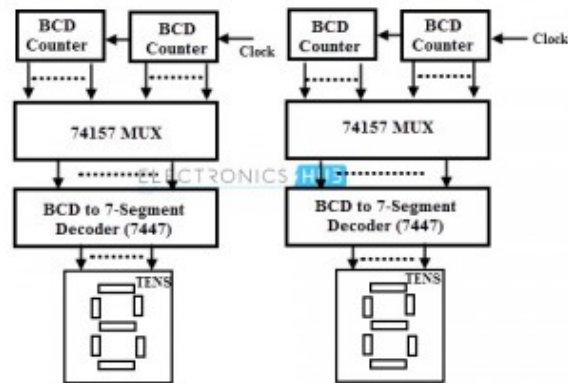 BCD
Counter
BCD
Counter
Clock
74157 MUX
BCD to 7-Segment
Decoder (7447)
TENS
BCD
Counter
BCD
Counter
Clock
74157 MUX
BCD to 7-Segment
Decoder (7447)
TENS
ELECTRONICS HUB